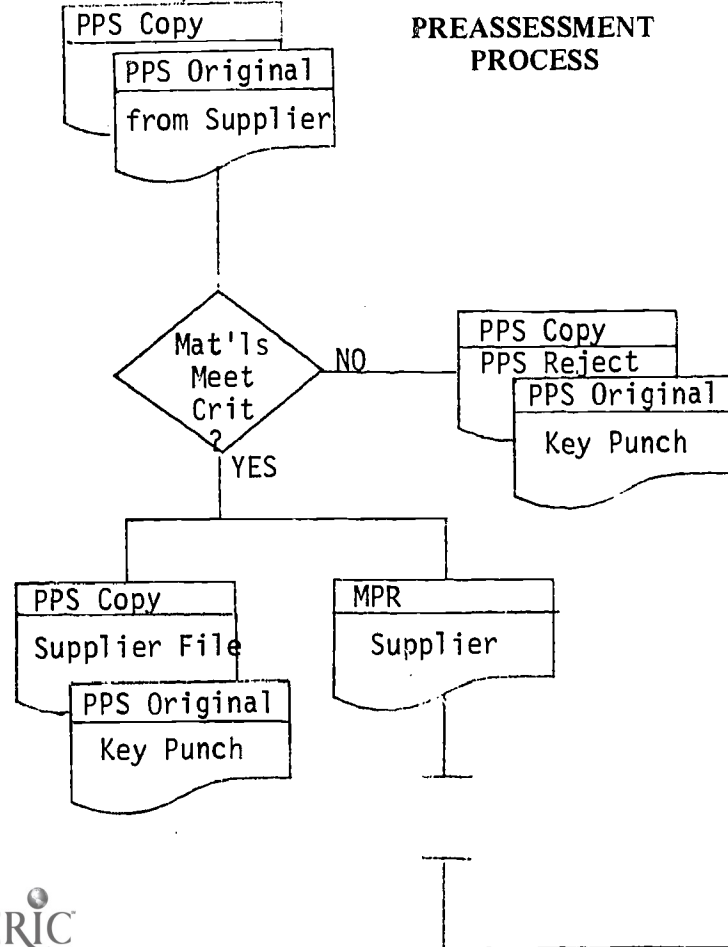 PREASSESSMENT
PROCESS
PPS Copy
PPS Original
from Supplier
Mat'ls
Meet
Crit
?
NO
YES
PPS Copy
PPS Reject
PPS Original
Key Punch
PPS Copy
Supplier File
PPS Original
Key Punch
MPR
Supplier
RIC